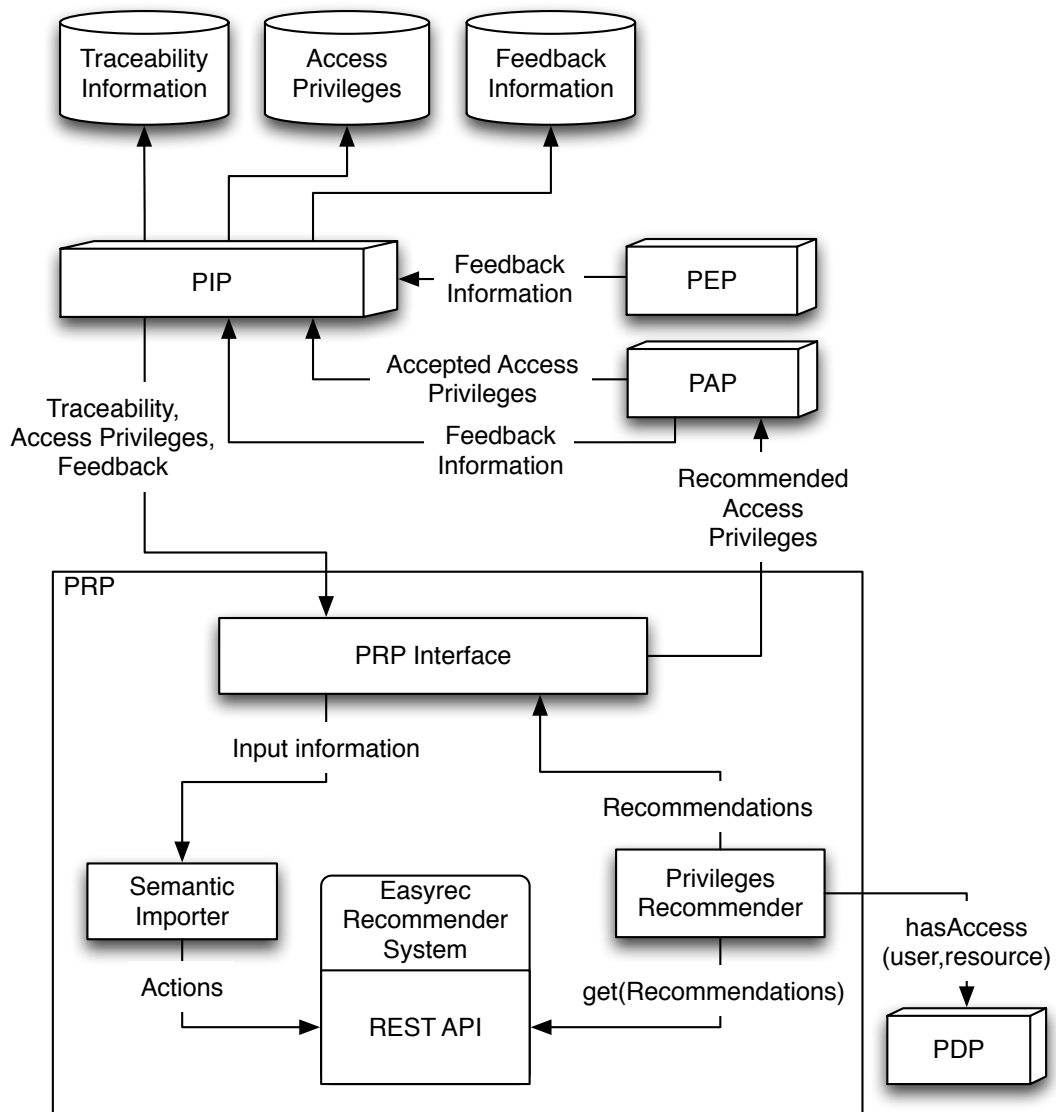 Traceability
Information
Access
Privileges
Feedback
Information
PIP
Feedback
Information
PEP
Accepted Access
Privileges
PAP
Traceability,
Access Privileges,
Feedback
Feedback
Information
Recommended
Access
Privileges
PRP
PRP Interface
Input information
Recommendations
Semantic
Importer
Easyrec
Recommender
System
Privileges
Recommender
hasAccess
(user,resource)
Actions
get(Recommendations)
REST API
PDP